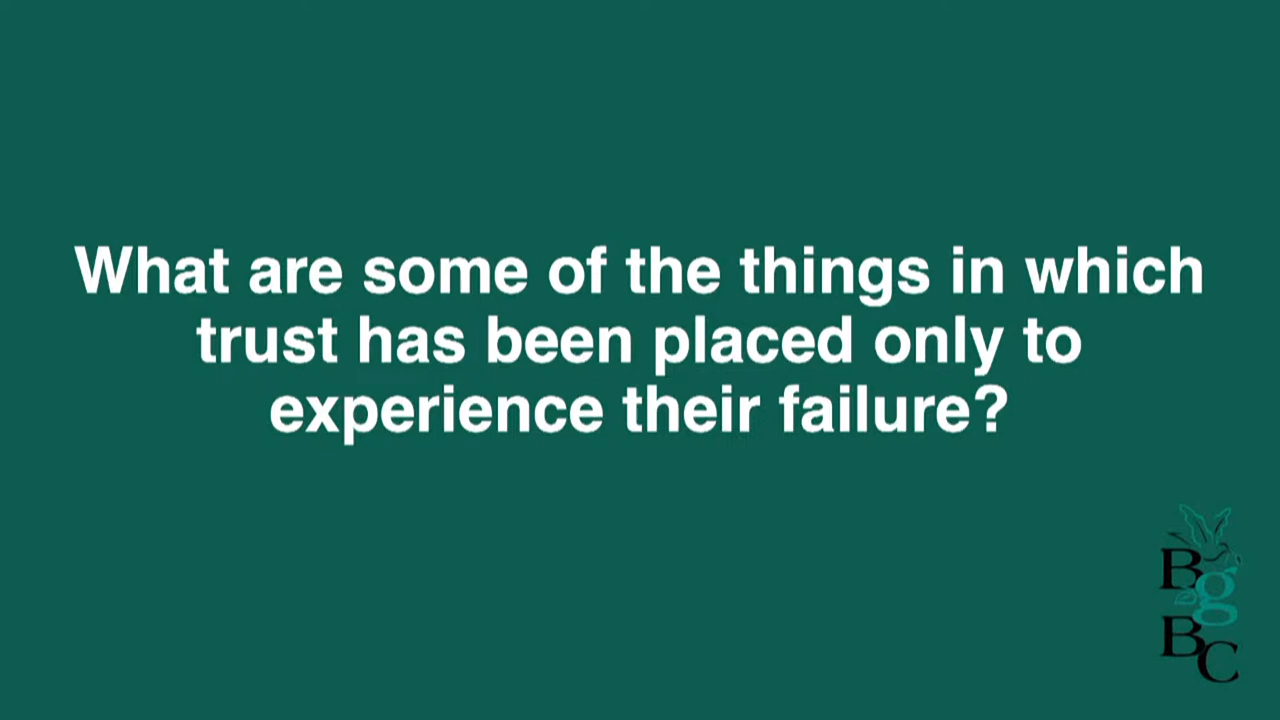 What are some of the things in which
trust has been placed only to
experience their failure?
Bg
BC